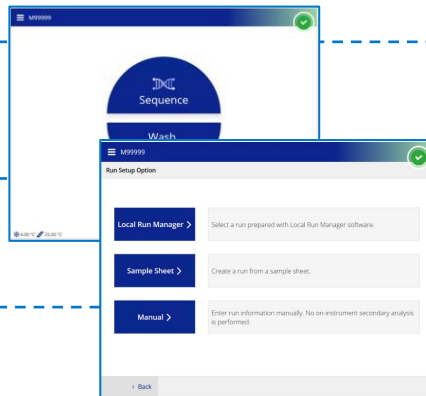 M99999
Sequence
Wash
6.00 °C 25.00 °C
M99999
Run Setup Option
Local Run Manager >
Select a run prepared with Local Run Manager software.
Sample Sheet >
Create a run from a sample sheet.
Manual >
Enter run information manually. No on-instrument secondary analysis
is performed.
< Back